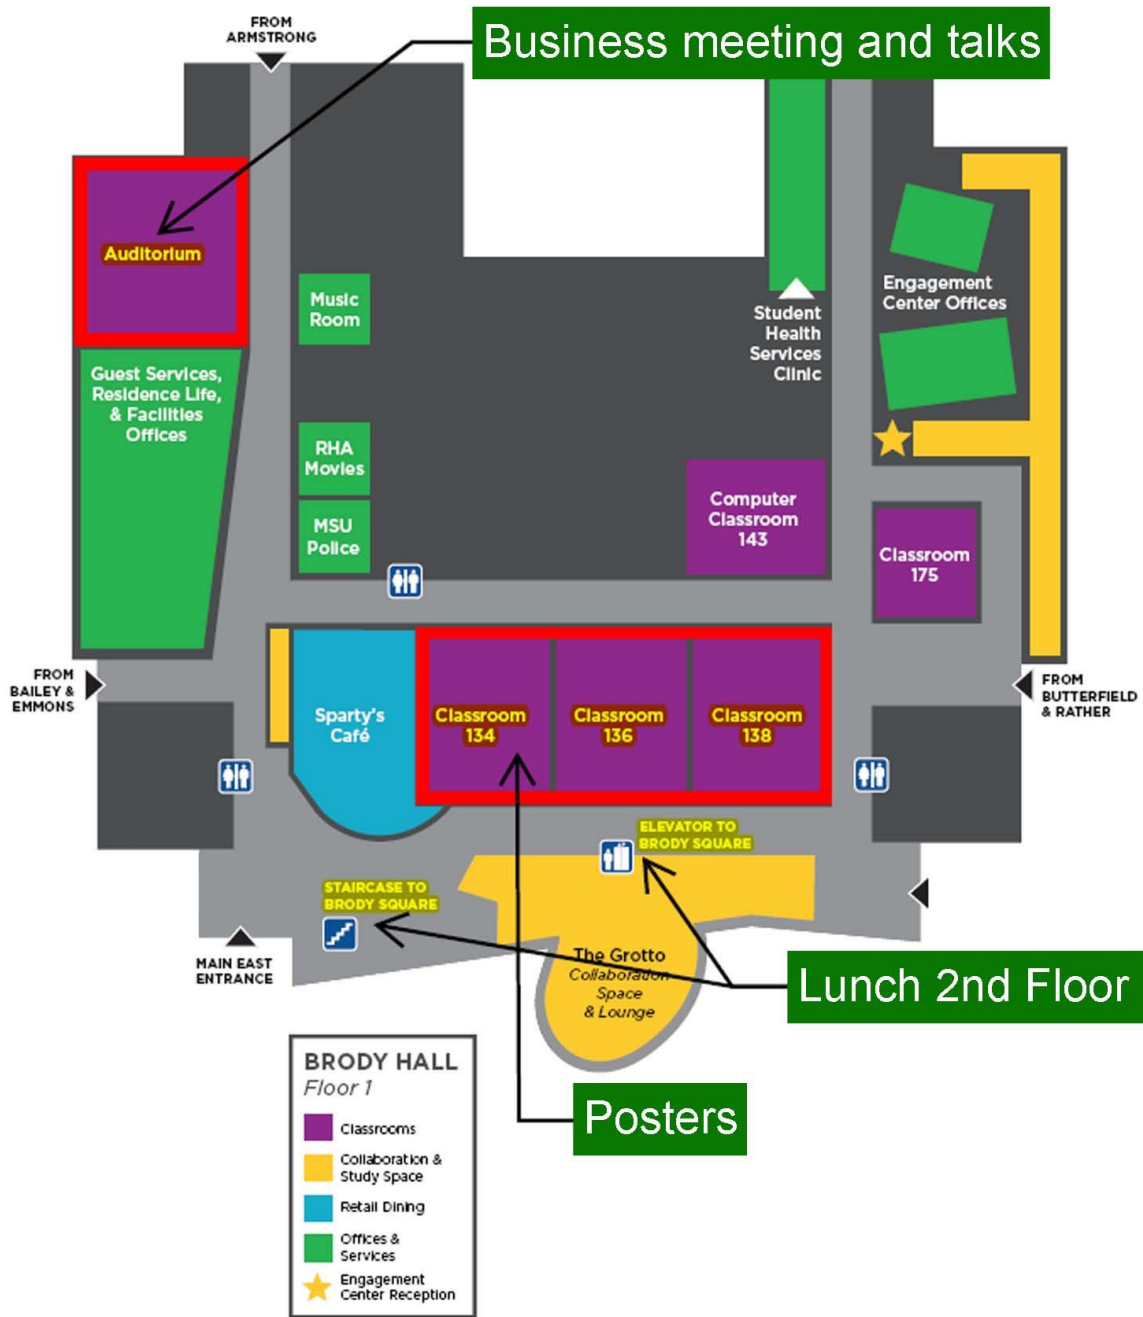 FROM
ARMSTRONG
Business meeting and talks
Auditorium
Music
Room
Student
Health
Services
Clinic
Engagement
Center Offices
Guest Services,
Residence Life,
& Facilities
Offices
RHA
Movies
MSU
Police
Computer
Classroom
143
Classroom
175
FROM
BAILEY &
EMMONS
Sparty's
Café
Classroom
134
Classroom
136
Classroom
138
FROM
BUTTERFIELD
& RATHER
ELEVATOR TO
BRODY SQUARE
STAIRCASE TO
BRODY SQUARE
MAIN EAST
ENTRANCE
The Grotto
Collaboration
Space
& Lounge
Lunch 2nd Floor
Posters
BRODY HALL
Floor 1
Classrooms
Collaboration &
Study Space
Retail Dining
Offices &
Services
Engagement
Center Reception